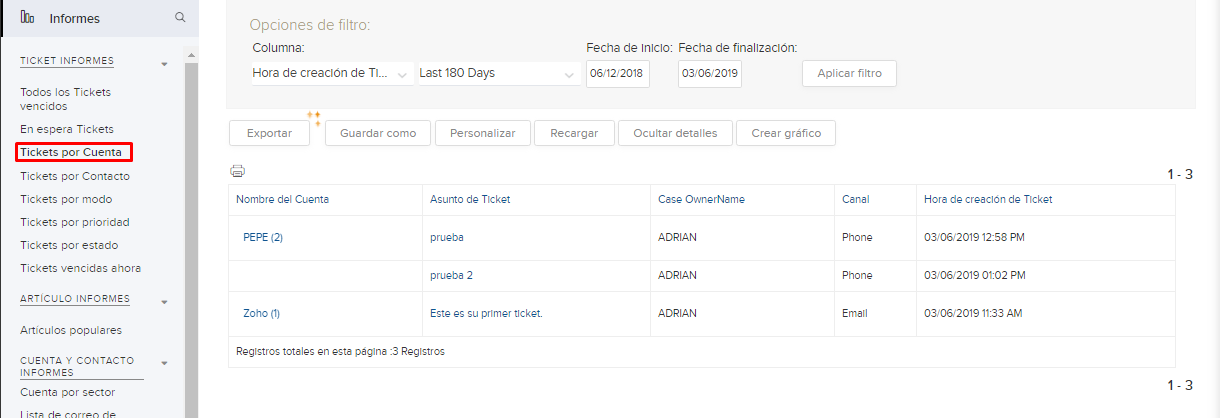 Informes
TICKET INFORMES
Todos los Tickets
vencidos
En espera Tickets
Tickets por Cuenta
Tickets por Contacto
Tickets por modo
Tickets por prioridad
Tickets por estado
Tickets vencidas ahora
ARTÍCULO INFORMES
Artículos populares
CUENTA Y CONTACTO
INFORMES
Cuenta por sector
Lista de correo de
Opciones de filtro:
Columna: Fecha de inicio: Fecha de finalización:
Hora de creación de Ti... Last 180 Days 06/12/2018 03/06/2019 Aplicar filtro
Exportar Guardar como Personalizar Recargar Ocultar detalles Crear gráfico
1 - 3
Nombre del Cuenta Asunto de Ticket Case OwnerName Canal Hora de creación de Ticket
PEPE (2) prueba ADRIAN Phone 03/06/2019 12:58 PM
prueba 2 ADRIAN Phone 03/06/2019 01:02 PM
Zoho (1) Este es su primer ticket. ADRIAN Email 03/06/2019 11:33 AM
Registros totales en esta página :3 Registros
1 - 3